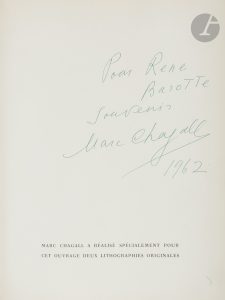 Pour René
Barotte
Souvenir
Marc Chagall
1962
MARC CHAGALL A RÉALISÉ SPÉCIALEMENT POUR
CET OUVRAGE DEUX LITHOGRAPHIES ORIGINALES